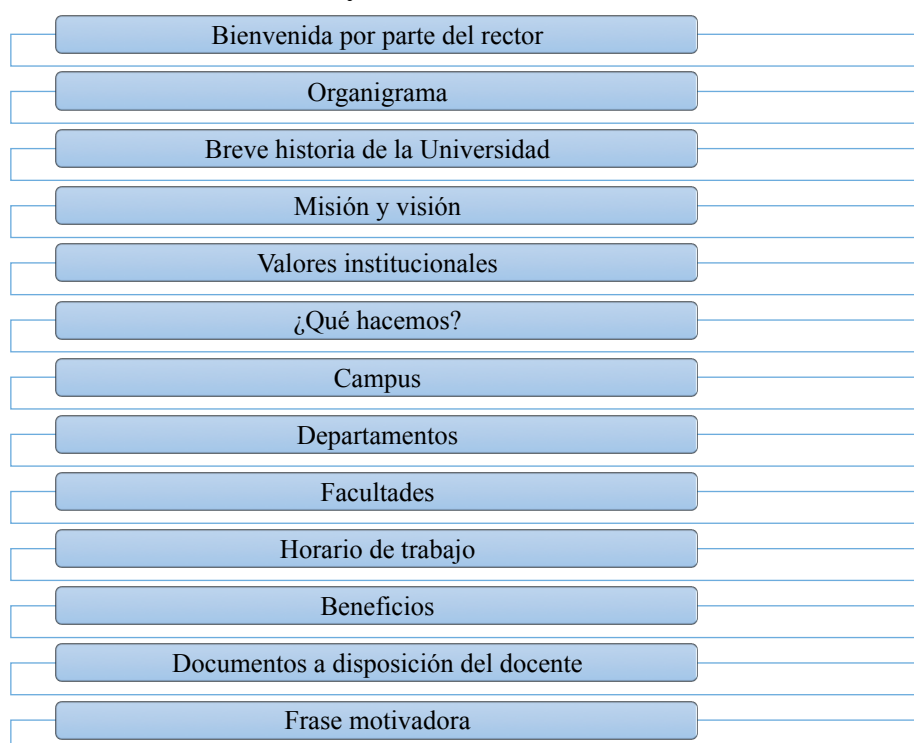 Bienvenida por parte del rector
Organigrama
Breve historia de la Universidad
Misión y visión
Valores institucionales
¿Qué hacemos?
Campus
Departamentos
Facultades
Horario de trabajo
Beneficios
Documentos a disposición del docente
Frase motivadora